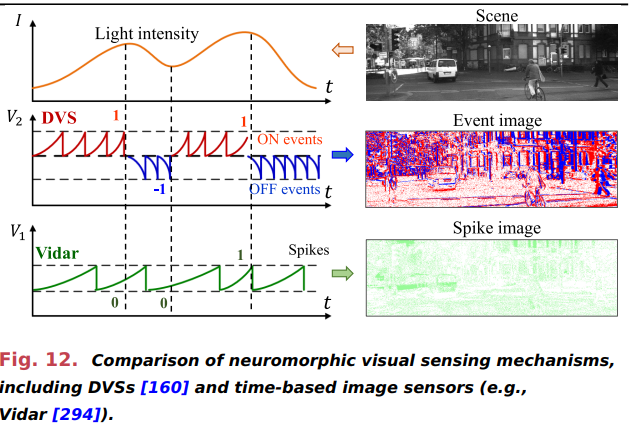 I
Light intensity
t
Scene
V2
DVS
1
1
ON events
-1
OFF events
t
Event image
V1
Vidar
1
Spikes
0
0
t
Spike image
Fig. 12. Comparison of neuromorphic visual sensing mechanisms,
including DVSs [160] and time-based image sensors (e.g.,
Vidar [294]).